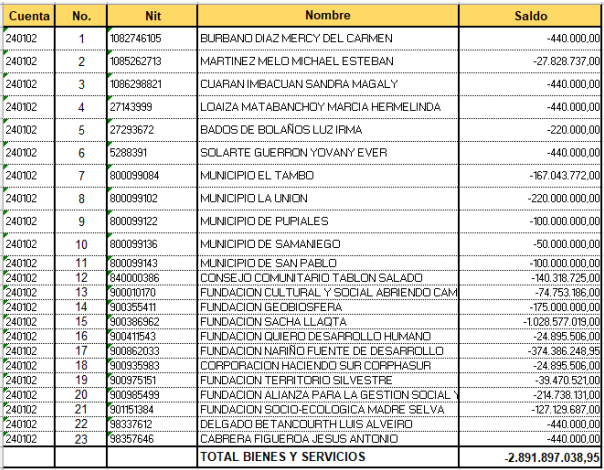 Cuenta No. Nit Nombre Saldo
240102 1 1082746105 BURBANO DIAZ MERCY DEL CARMEN -440.000,00
240102 2 1085262713 MARTINEZ MELO MICHAEL ESTEBAN -27.828.737,00
240102 3 1086298821 CUARAN IMBACUAN SANDRA MAGALY -440.000,00
240102 4 27143999 LOAIZA MATABANCHOY MARCIA HERMELINDA -440.000,00
240102 5 27293672 BADOS DE BOLAÑOS LUZ IRMA -220.000,00
240102 6 5288391 SOLARTE GUERRON YOVANY EVER -440.000,00
240102 7 800099084 MUNICIPIO EL TAMBO -167.043.772,00
240102 8 800099102 MUNICIPIO LA UNION -220.000.000,00
240102 9 800099122 MUNICIPIO DE PUPIALES -100.000.000,00
240102 10 800099136 MUNICIPIO DE SAMANIEGO -50.000.000,00
240102 11 800099143 MUNICIPIO DE SAN PABLO -100.000.000,00
240102 12 840000386 CONSEJO COMUNITARIO TABLON SALADO -140.318.725,00
240102 13 900010170 FUNDACION CULTURAL Y SOCIAL ABRIENDO CAM -74.753.186,00
240102 14 900355411 FUNDACION GEOBIOSFERA -175.000.000,00
240102 15 900386962 FUNDACION SACHA LLAQTA -1.028.577.019,00
240102 16 900411543 FUNDACION QUIERO DESARROLLO HUMANO -24.895.506,00
240102 17 900862033 FUNDACION NARIÑO FUENTE DE DESARROLLO -374.386.248,95
240102 18 900935983 CORPORACION HACIENDO SUR CORPHASUR -24.895.506,00
240102 19 900975151 FUNDACION TERRITORIO SILVESTRE -39.470.521,00
240102 20 900985499 FUNDACION ALIANZA PARA LA GESTION SOCIAL Y -214.738.131,00
240102 21 901151384 FUNDACION SOCIO-ECOLOGICA MADRE SELVA -127.129.687,00
240102 22 98337612 DELGADO BETANCOURTH LUIS ALVEIRO -440.000,00
240102 23 98357646 CABRERA FIGUEROA JESUS ANTONIO -440.000,00
TOTAL BIENES Y SERVICIOS -2.891.897.038,95